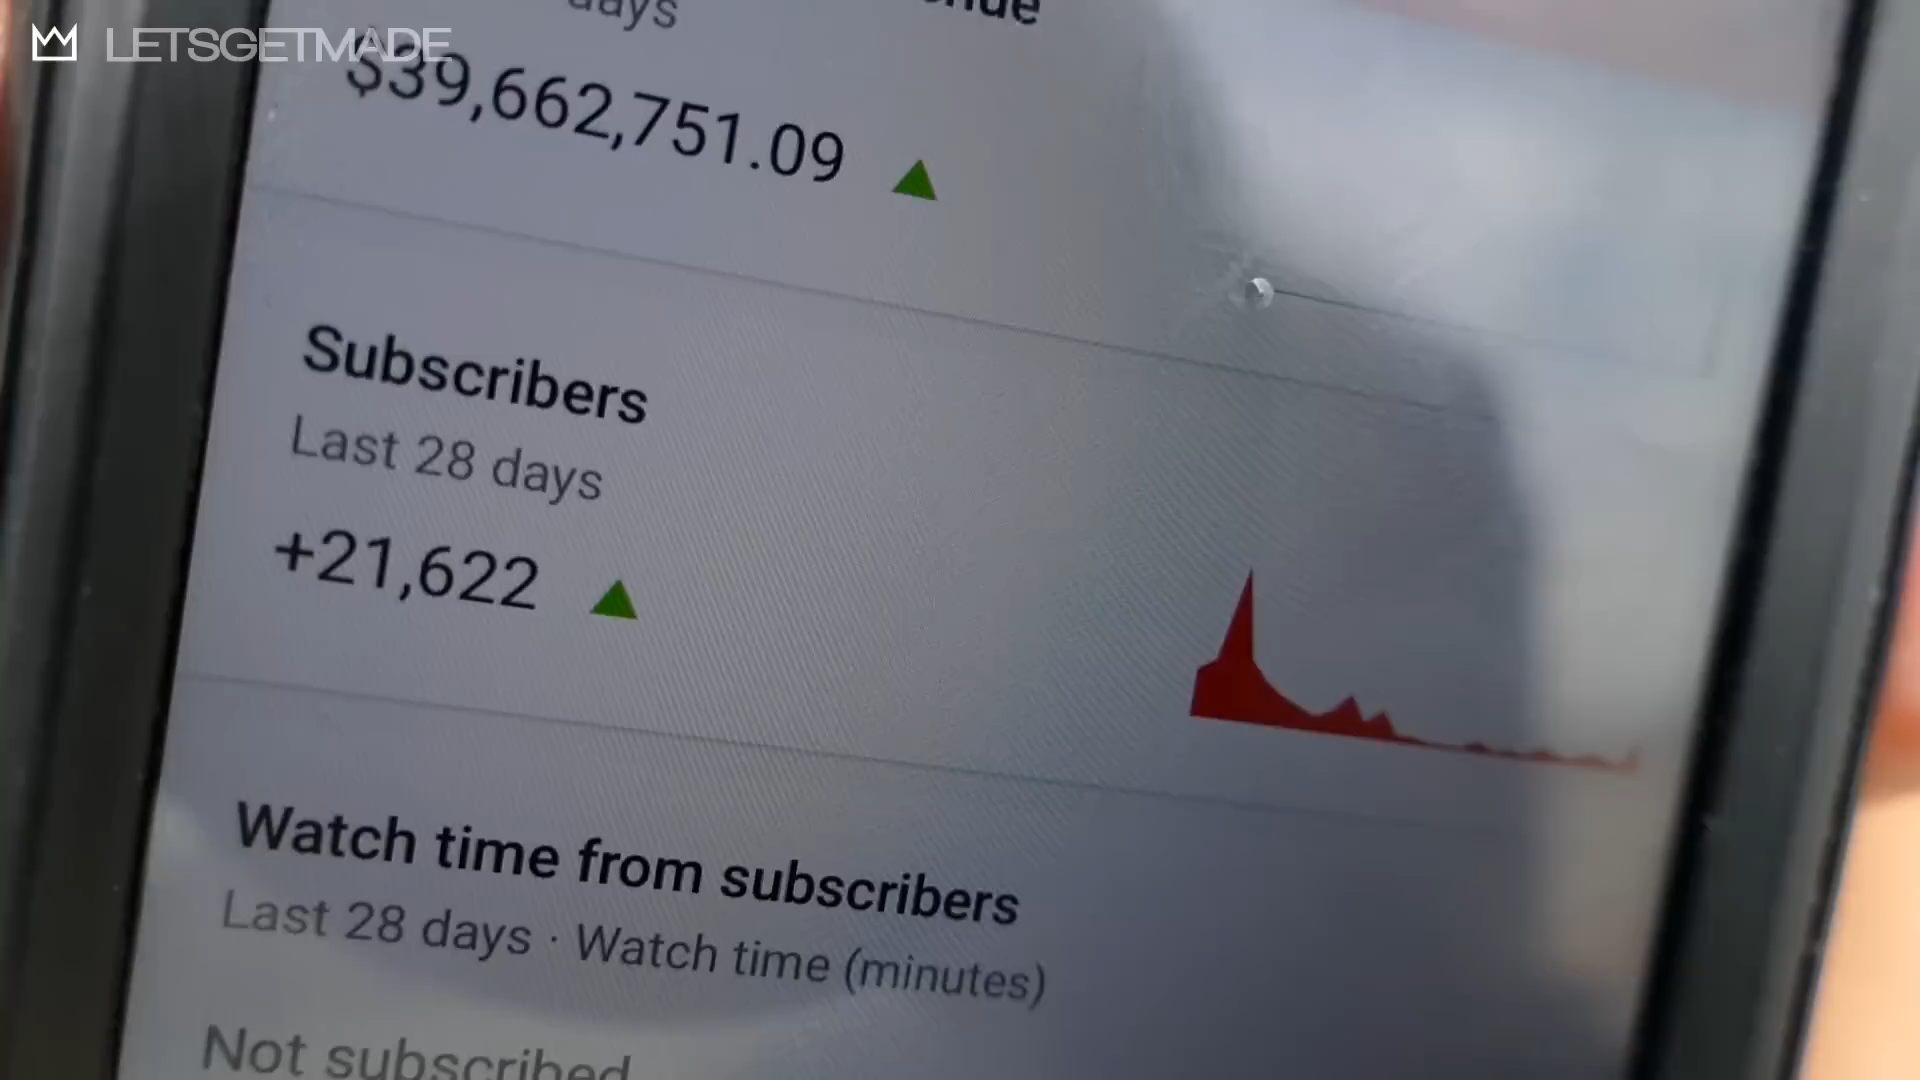 LETSGETMADE
days
$39,662,751.09
Subscribers
Last 28 days
+21,622
Watch time from subscribers
Last 28 days · Watch time (minutes)
Not subscribed